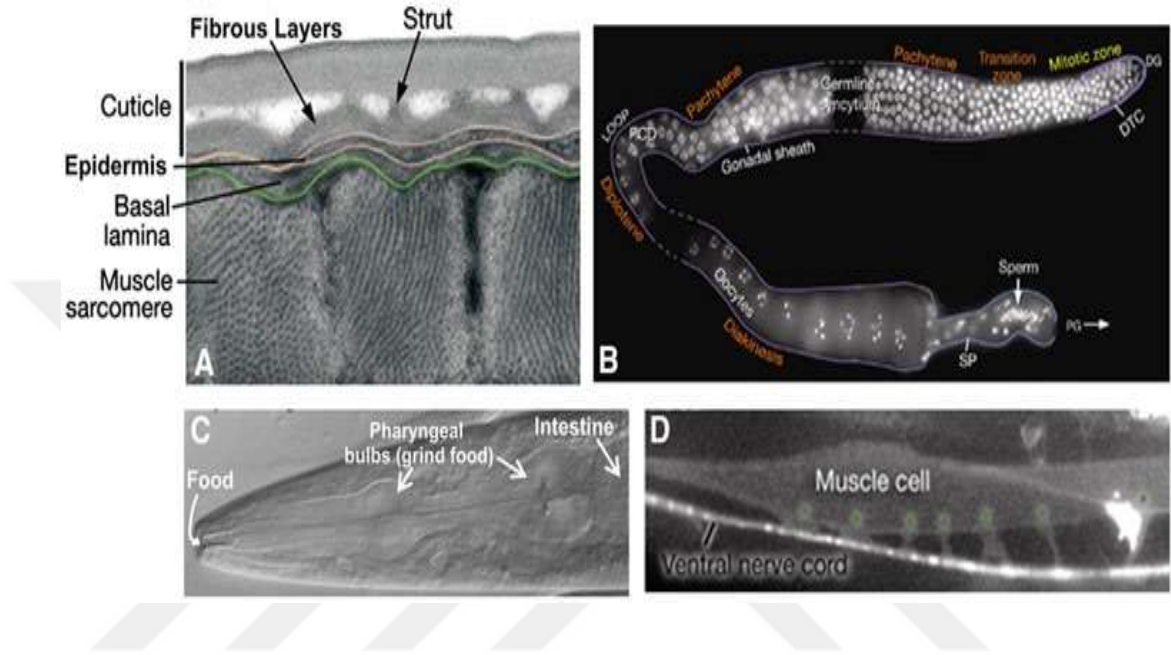 Fibrous Layers
Strut
Cuticle
Epidermis
Basal
lamina
Muscle
sarcomere
A
Pachytene
Pachytene
Transition
zone
Mitotic zone
DG
Germline
syncytium
DTC
LOOP
PCD
Gonadal sheath
Diplotene
Oocytes
Diakinesis
Sperm
PG
SP
B
C
Pharyngeal
bulbs (grind food)
Intestine
Food
D
Muscle cell
Ventral nerve cord